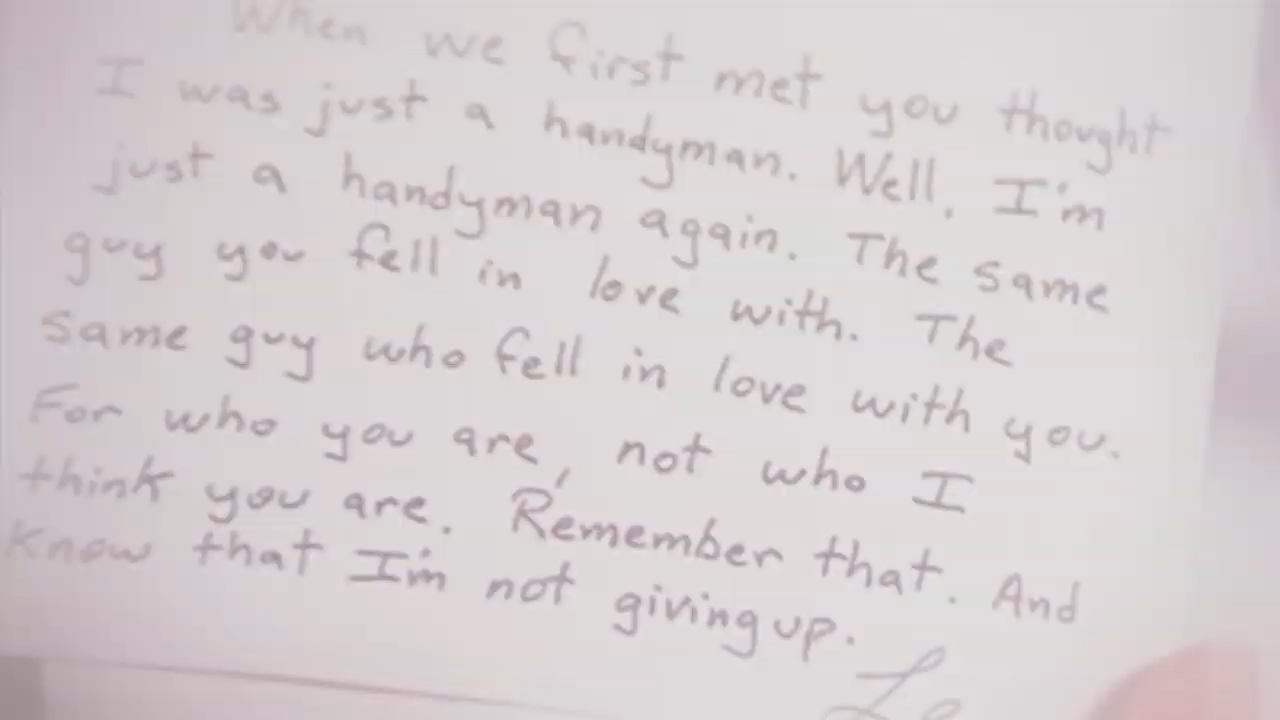 When we first met you thought
I was just a handyman. Well, I'm
just a handyman again. The same
guy you fell in love with. The
same guy who fell in love with you.
For who you are, not who I
think you are. Remember that. And
know that I'm not giving up.